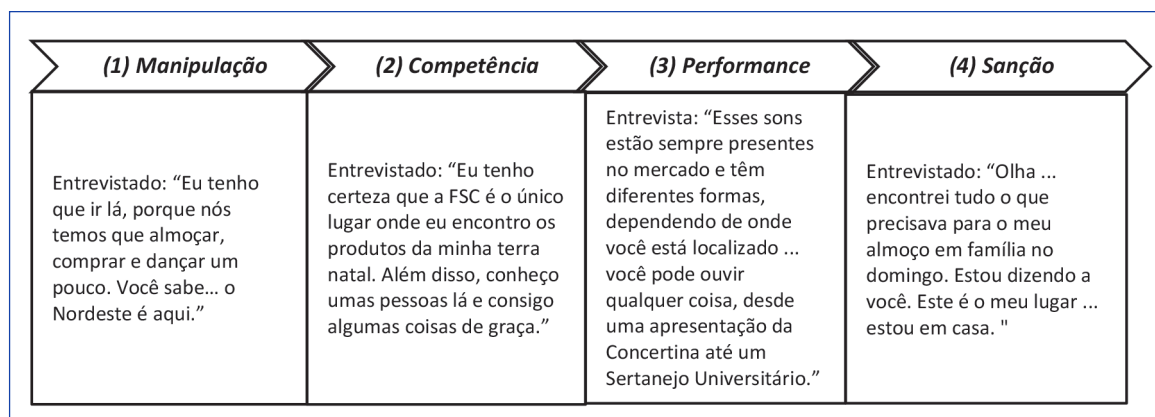 (1) Manipulação
(2) Competência
(3) Performance
(4) Sanção
Entrevistado: “Eu tenho
que ir lá, porque nós
temos que almoçar,
comprar e dançar um
pouco. Você sabe... o
Nordeste é aqui.”
Entrevistado: “Eu tenho
certeza que a FSC é o único
lugar onde eu encontro os
produtos da minha terra
natal. Além disso, conheço
umas pessoas lá e consigo
algumas coisas de graça.”
Entrevista: “Esses sons
estão sempre presentes
no mercado e têm
diferentes formas,
dependendo de onde
você está localizado ...
você pode ouvir
qualquer coisa, desde
uma apresentação da
Concertina até um
Sertanejo Universitário.”
Entrevistado: “Olha ...
encontrei tudo o que
precisava para o meu
almoço em família no
domingo. Estou dizendo a
você. Este é o meu lugar ...
estou em casa. "